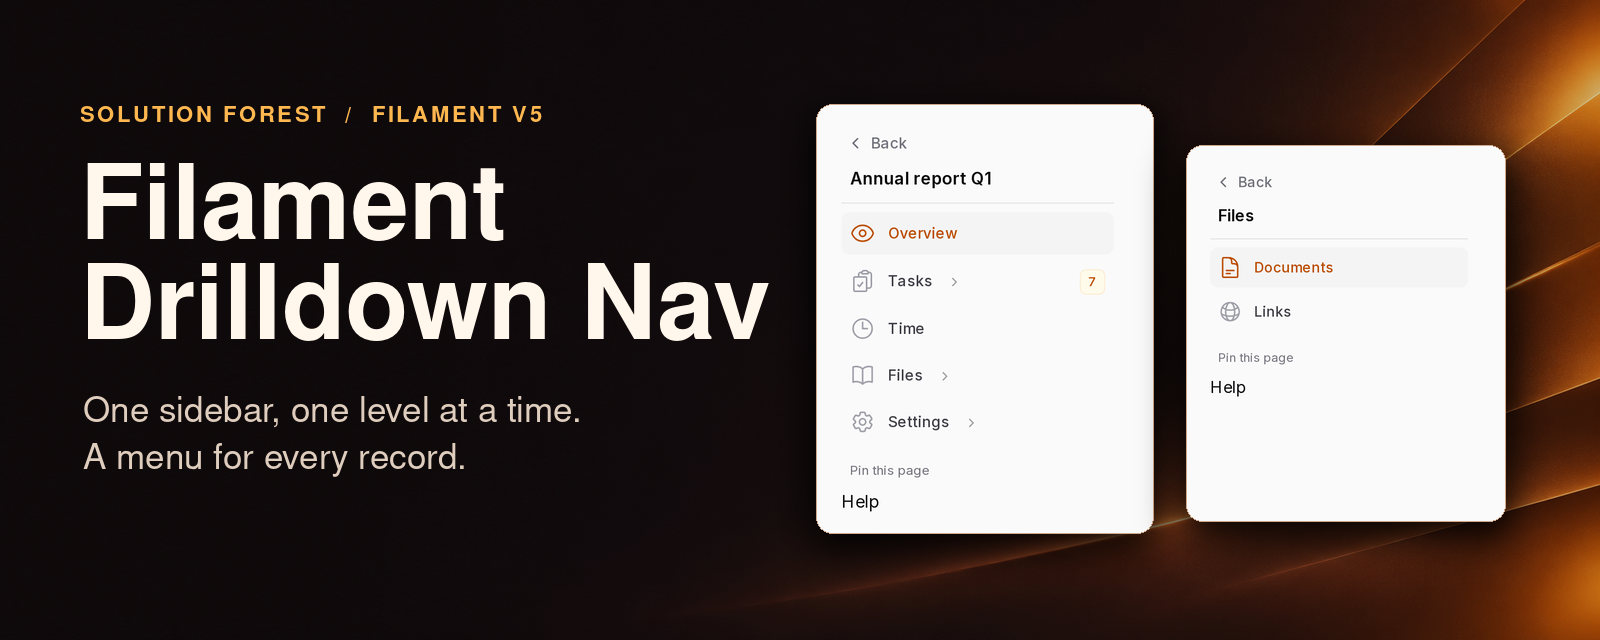 SOLUTION FOREST / FILAMENT V5
Filament
Drilldown Nav
One sidebar, one level at a time.
A menu for every record.
Back
Annual report Q1
Overview
Tasks 7
Time
Files
Settings
Pin this page
Help
Back
Files
Documents
Links
Pin this page
Help